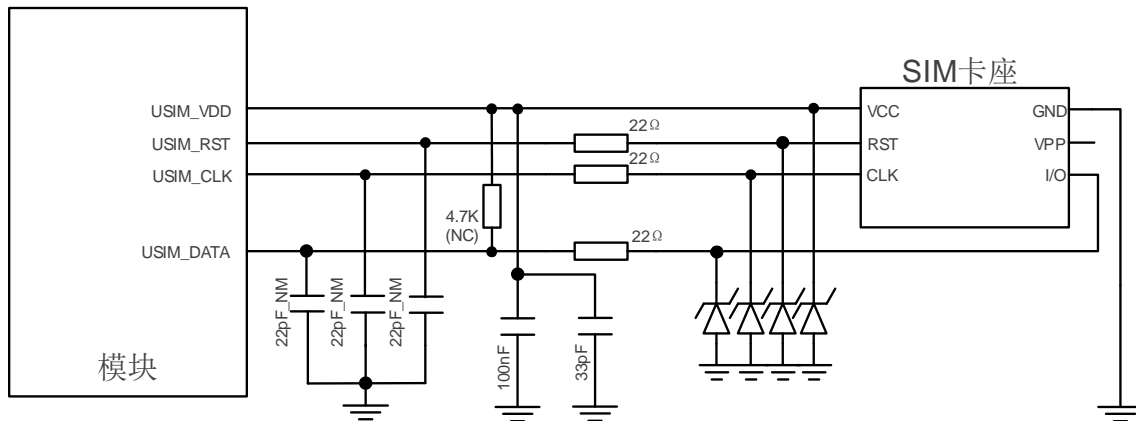 SIM卡座
USIM_VDD
VCC
GND
22Ω
USIM_RST
RST
VPP
22Ω
USIM_CLK
CLK
I/O
4.7K
(NC)
22Ω
USIM_DATA
22pF_NM
22pF_NM
22pF_NM
100nF
33pF
模块